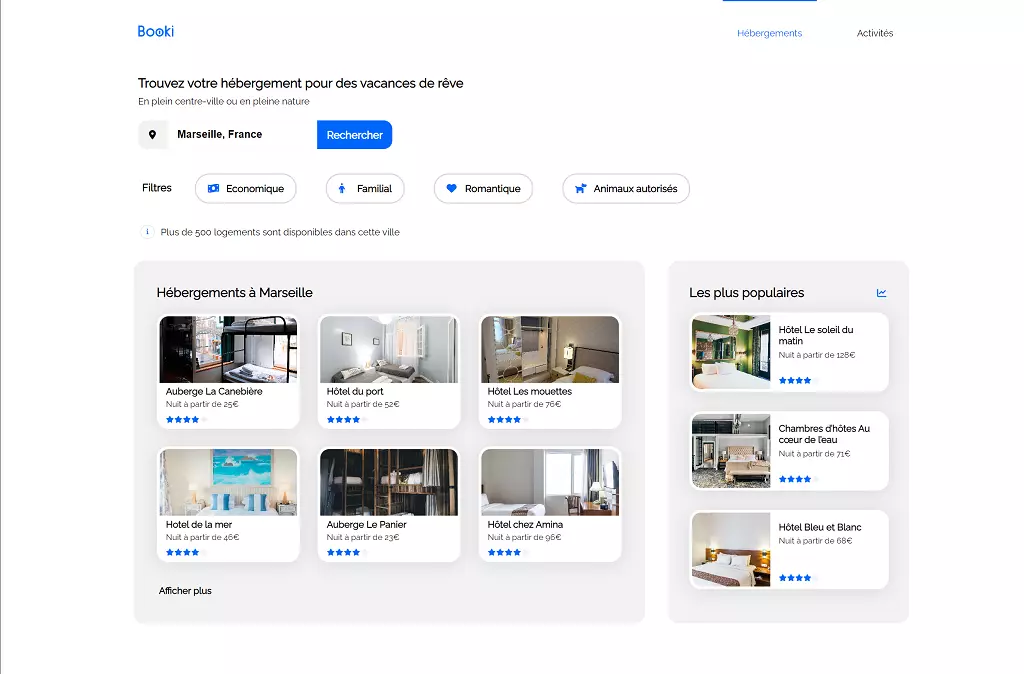 Booki
Hébergements
Activités
Trouvez votre hébergement pour des vacances de rêve
En plein centre-ville ou en pleine nature
Marseille, France
Rechercher
Filtres
Economique
Familial
Romantique
Animaux autorisés
Plus de 500 logements sont disponibles dans cette ville
Hébergements à Marseille
Auberge La Canebière
Nuit à partir de 25€
Hôtel du port
Nuit à partir de 52€
Hôtel Les mouettes
Nuit à partir de 76€
Hotel de la mer
Nuit à partir de 46€
Auberge Le Panier
Nuit à partir de 23€
Hôtel chez Amina
Nuit à partir de 96€
Afficher plus
Les plus populaires
Hôtel Le soleil du
matin
Nuit à partir de 128€
Chambres d'hôtes Au
cœur de l'eau
Nuit à partir de 71€
Hôtel Bleu et Blanc
Nuit à partir de 68€